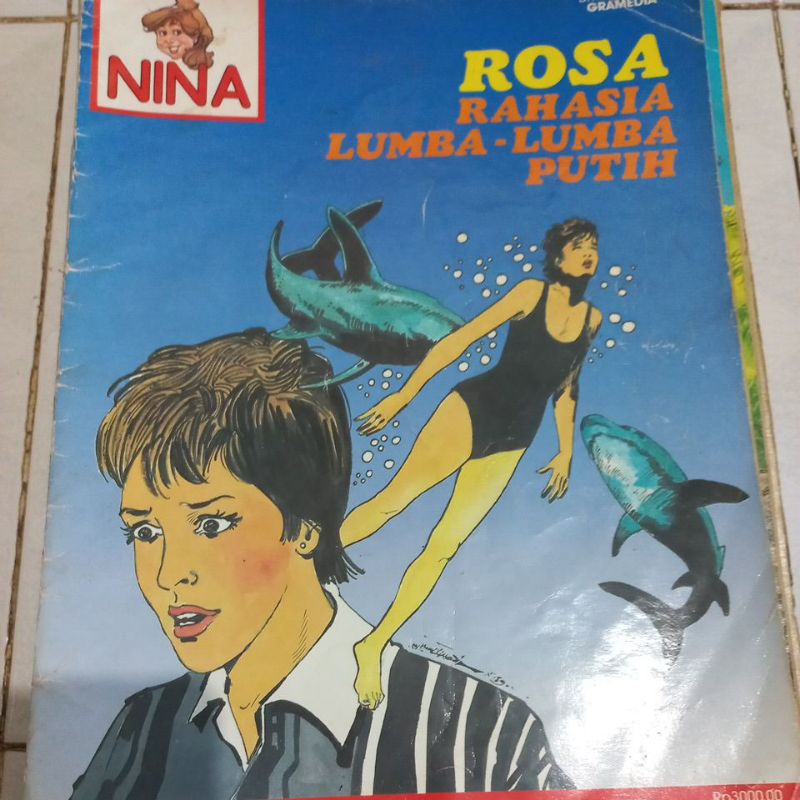 GRAMEDIA
NINA
ROSA
RAHASIA
LUMBA-LUMBA
PUTIH
Rp3000,00